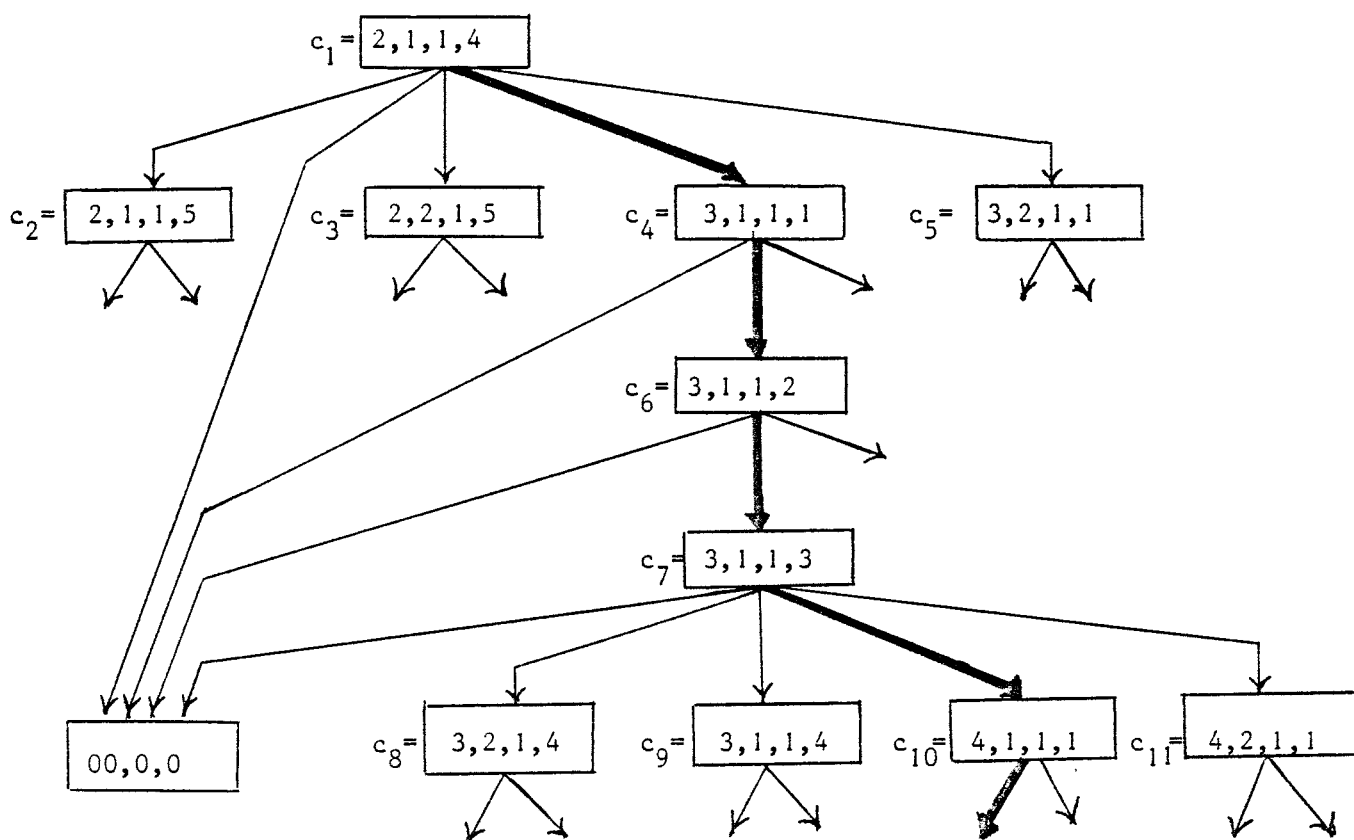 c1= 2,1,1,4
c2= 2,1,1,5
c3= 2,2,1,5
c4= 3,1,1,1
c5= 3,2,1,1
c6= 3,1,1,2
c7= 3,1,1,3
00,0,0
c8= 3,2,1,4
c9= 3,1,1,4
c10= 4,1,1,1
c11= 4,2,1,1